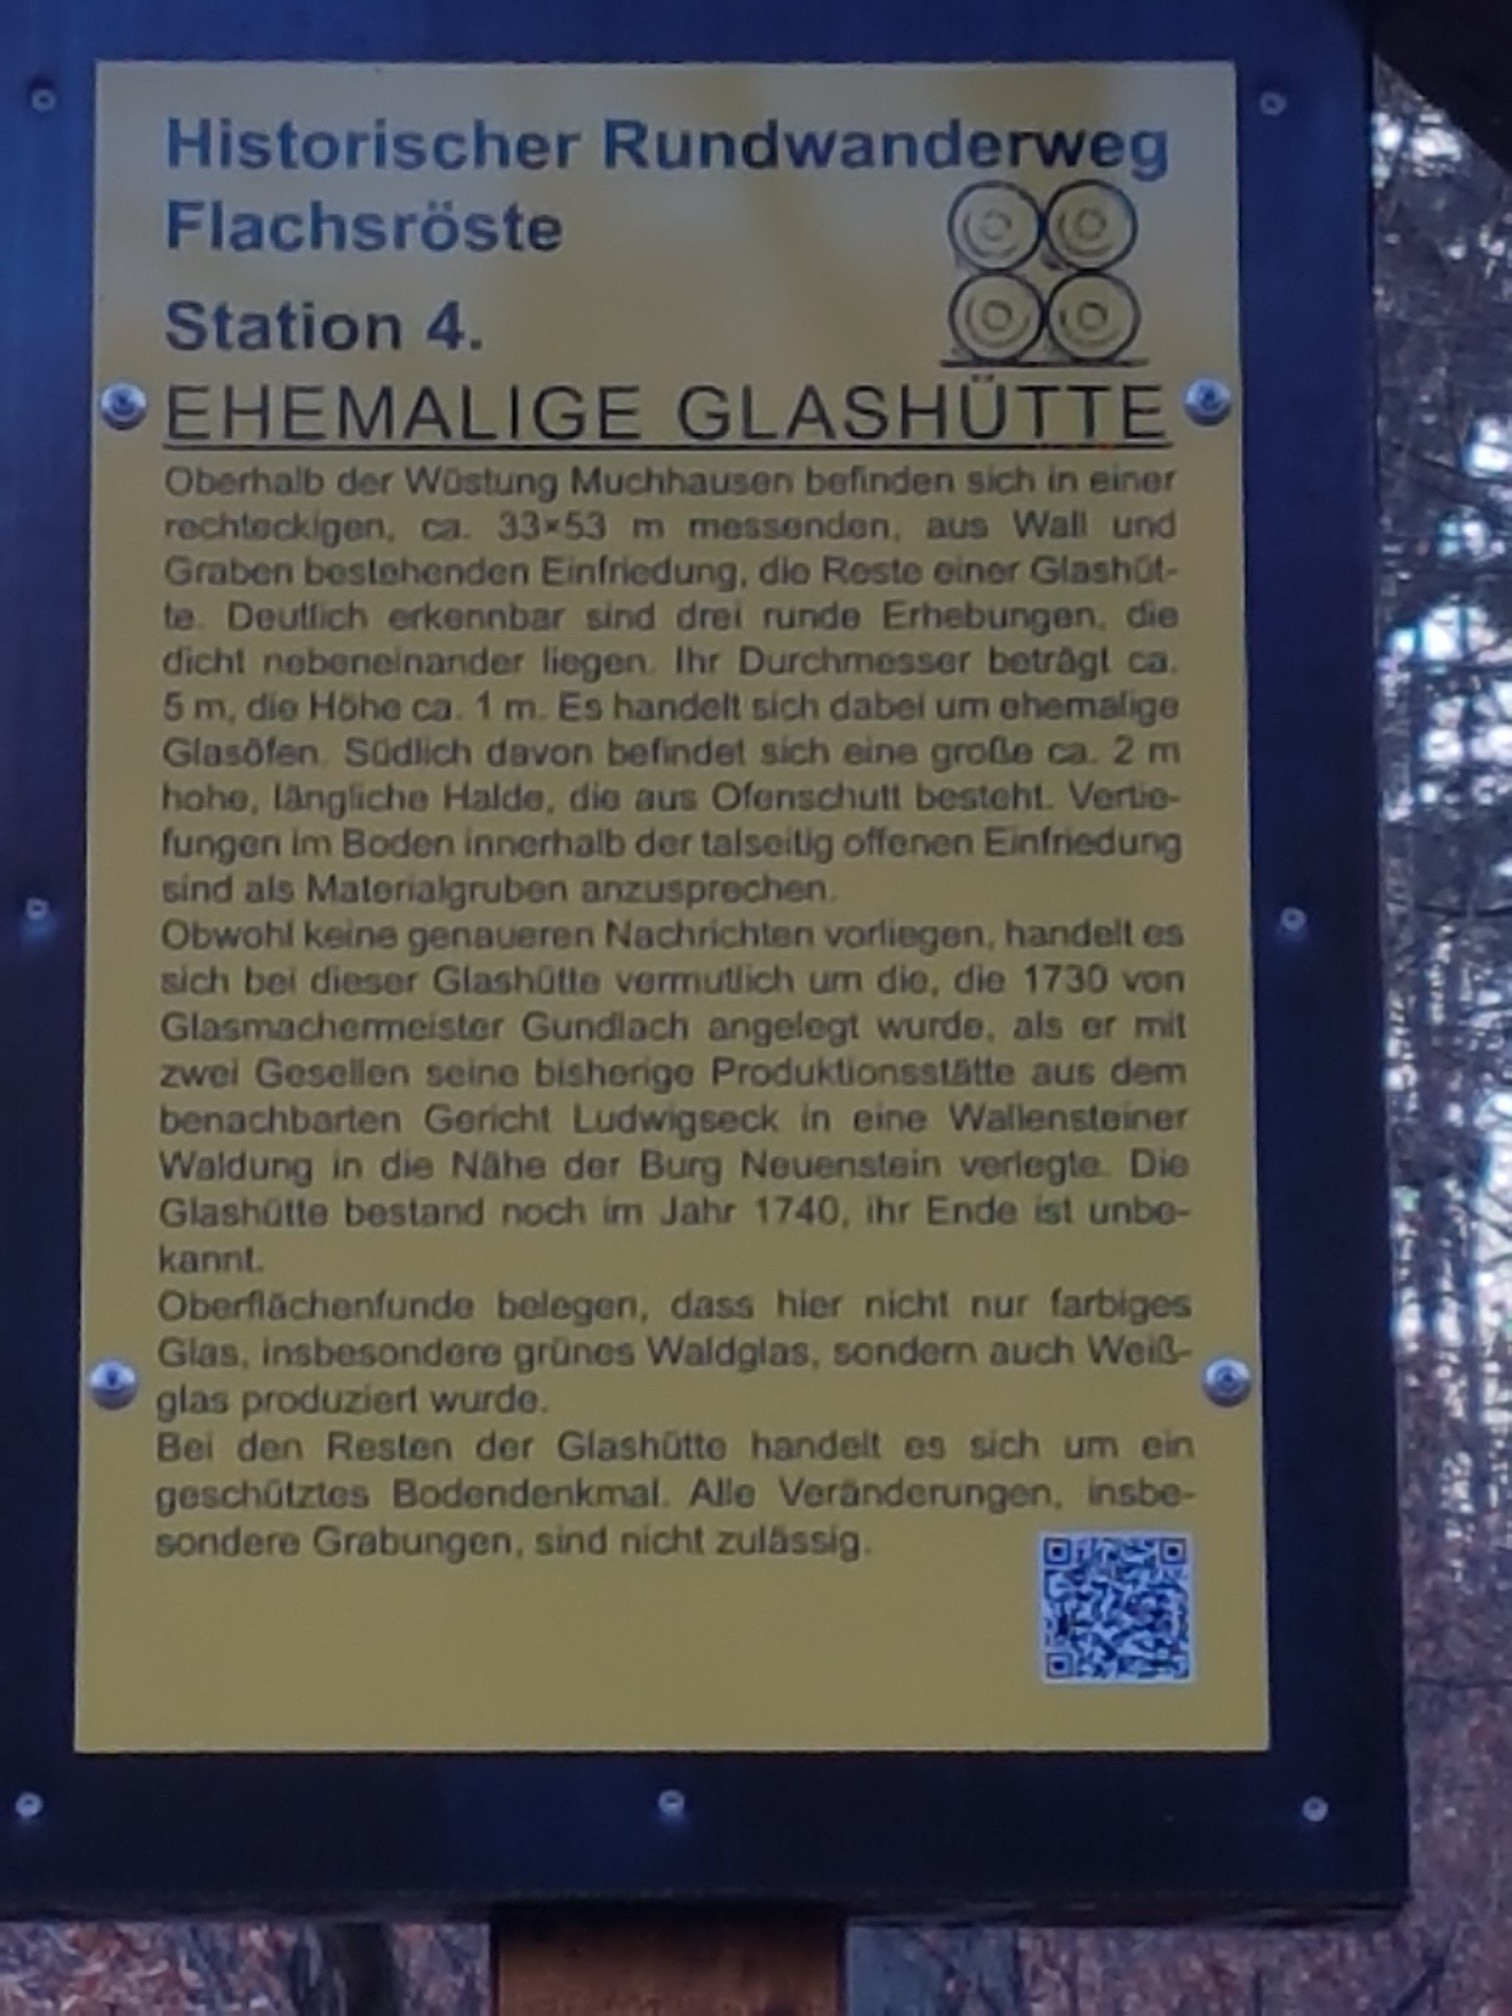 Historischer Rundwanderweg
Flachsröste
Station 4.
EHEMALIGE GLASHÜTTE
Oberhalb der Wüstung Muchhausen befinden sich in einer
rechteckigen, ca. 33×53 m messenden, aus Wall und
Graben bestehenden Einfriedung, die Reste einer Glashüt-
te. Deutlich erkennbar sind drei runde Erhebungen, die
dicht nebeneinander liegen. Ihr Durchmesser beträgt ca.
5 m, die Höhe ca. 1 m. Es handelt sich dabei um ehemalige
Glasöfen. Südlich davon befindet sich eine große ca. 2 m
hohe, längliche Halde, die aus Ofenschutt besteht. Vertie-
fungen im Boden innerhalb der talseitig offenen Einfriedung
sind als Materialgruben anzusprechen.
Obwohl keine genaueren Nachrichten vorliegen, handelt es
sich bei dieser Glashütte vermutlich um die, die 1730 von
Glasmachermeister Gundlach angelegt wurde, als er mit
zwei Gesellen seine bisherige Produktionsstätte aus dem
benachbarten Gericht Ludwigseck in eine Wallensteiner
Waldung in die Nähe der Burg Neuenstein verlegte. Die
Glashütte bestand noch im Jahr 1740, ihr Ende ist unbe-
kannt.
Oberflächenfunde belegen, dass hier nicht nur farbiges
Glas, insbesondere grünes Waldglas, sondern auch Weiß-
glas produziert wurde.
Bei den Resten der Glashütte handelt es sich um ein
geschütztes Bodendenkmal. Alle Veränderungen, insbe-
sondere Grabungen, sind nicht zulässig.